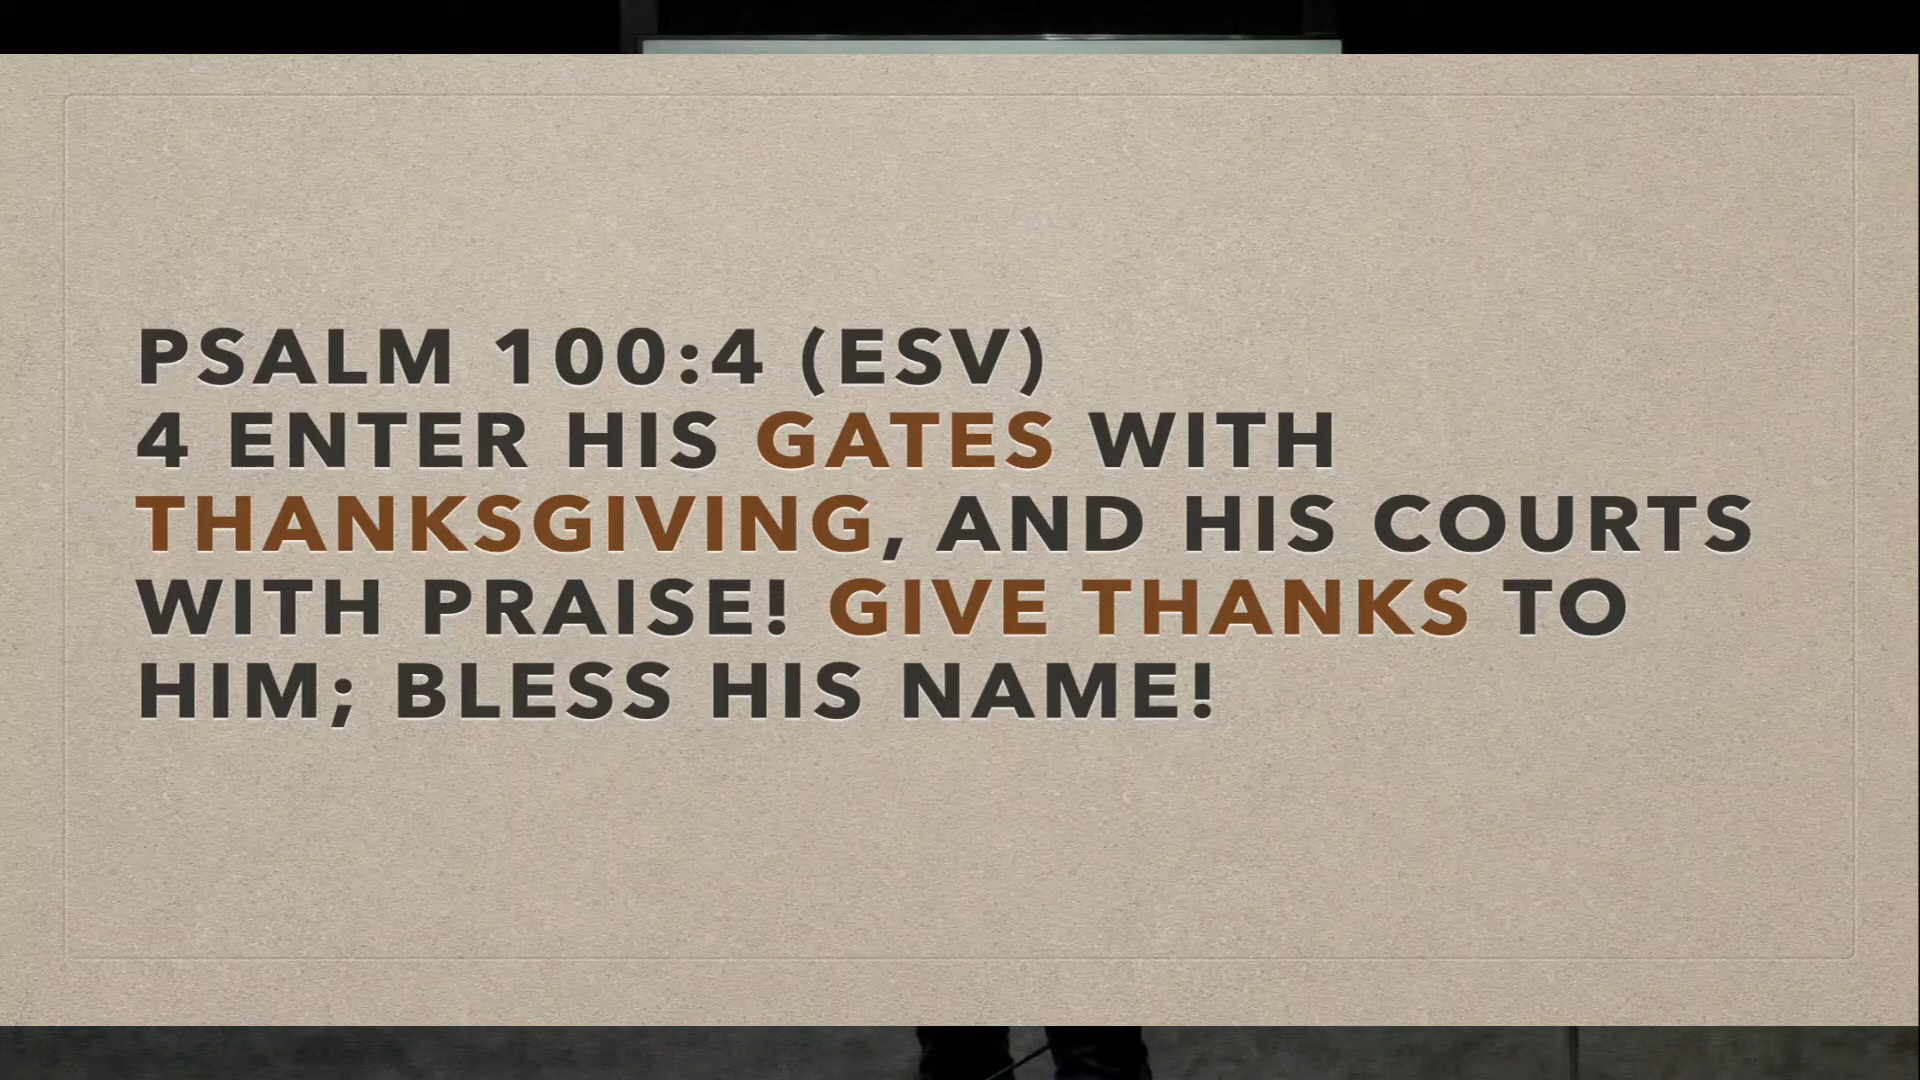 PSALM 100:4 (ESV)
4 ENTER HIS GATES WITH
THANKSGIVING, AND HIS COURTS
WITH PRAISE! GIVE THANKS TO
HIM; BLESS HIS NAME!